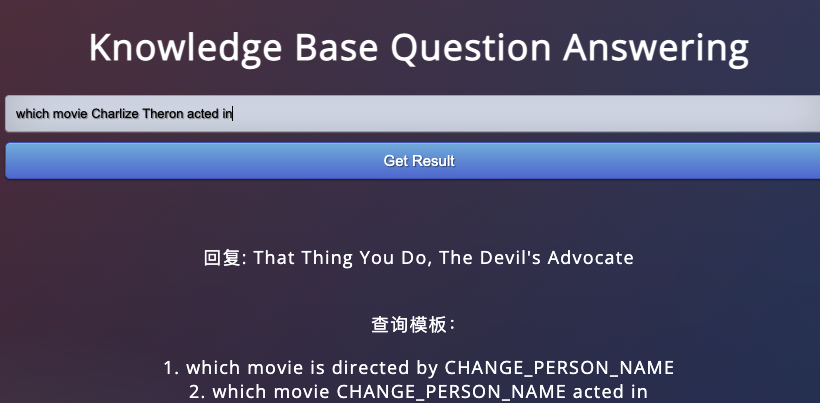 Knowledge Base Question Answering
which movie Charlize Theron acted in
Get Result
回复: That Thing You Do, The Devil's Advocate
查询模板:
1. which movie is directed by CHANGE_PERSON_NAME
2. which movie CHANGE_PERSON_NAME acted in